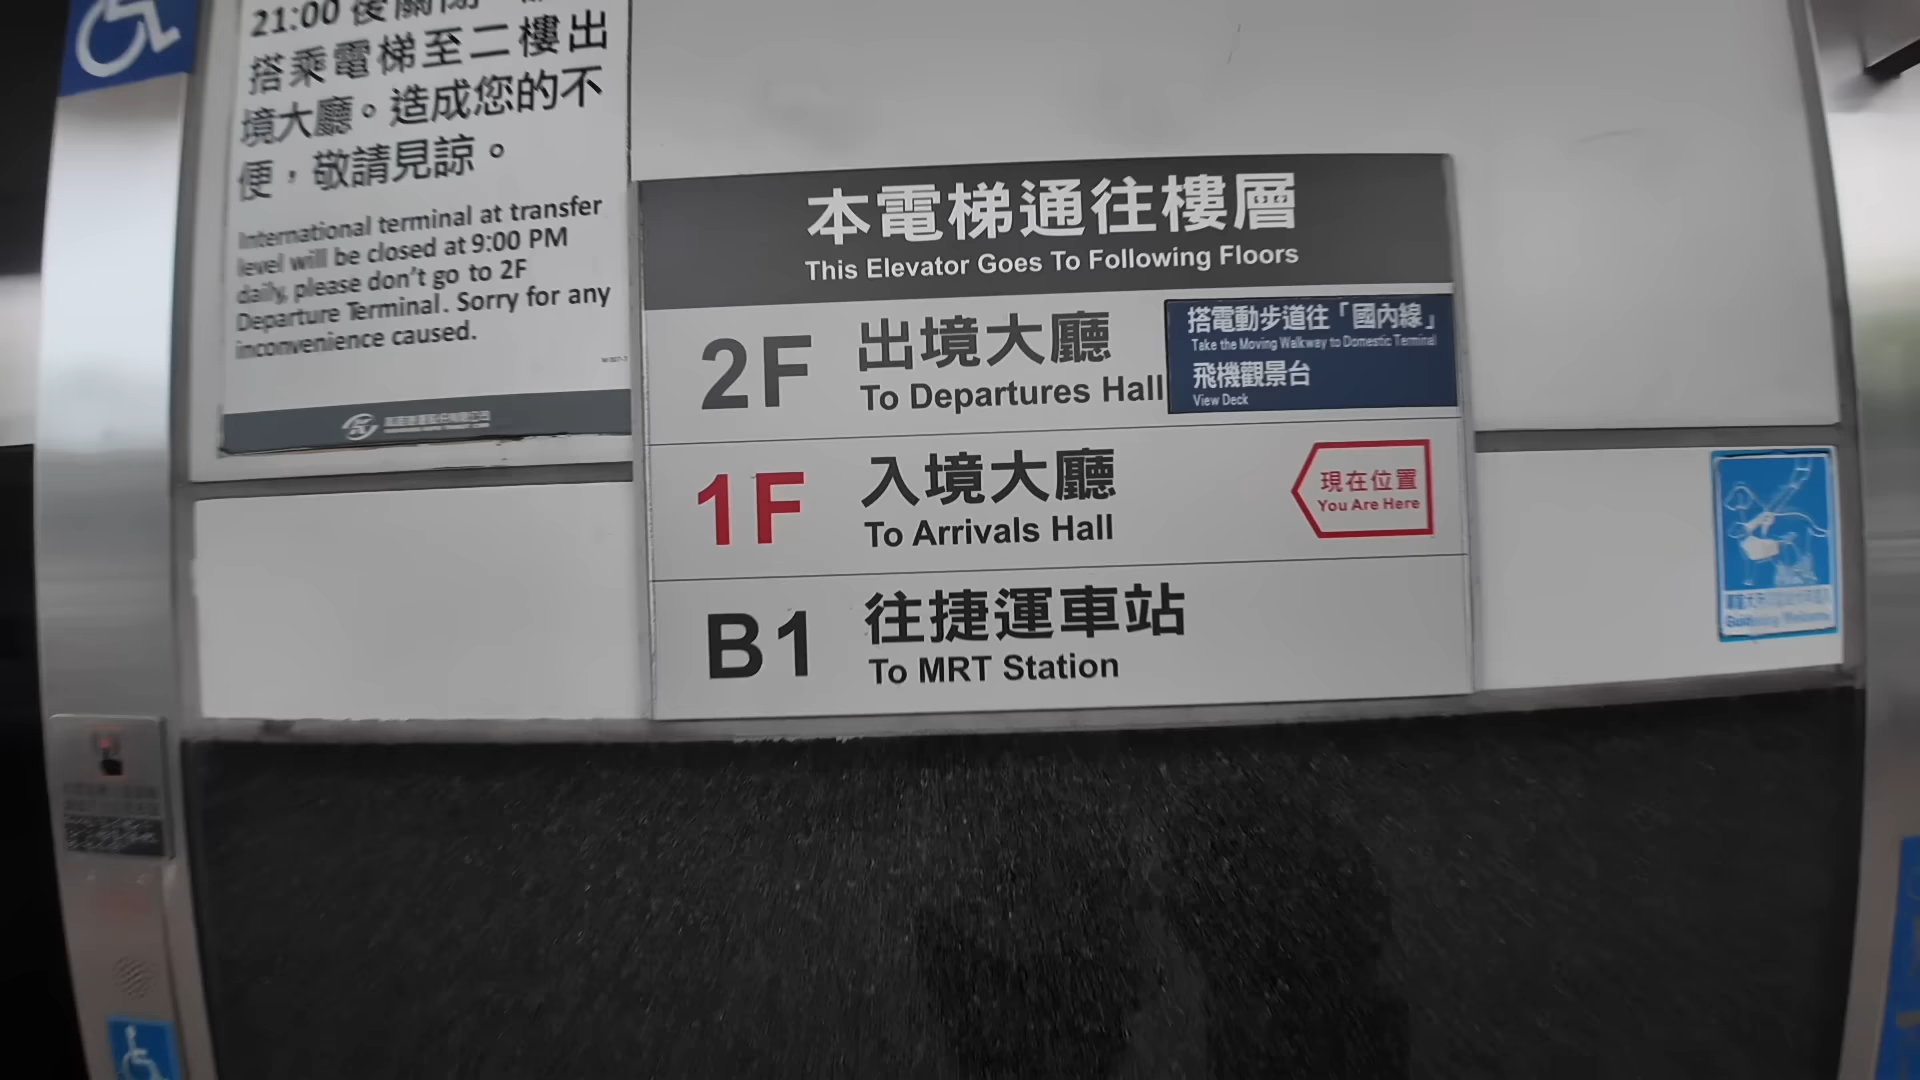 21:00 後關閉
搭乘電梯至二樓出
境大廳。造成您的不
便，敬請見諒。
International terminal at transfer
level will be closed at 9:00 PM
daily, please don't go to 2F
Departure Terminal. Sorry for any
inconvenience caused.
本電梯通往樓層
This Elevator Goes To Following Floors
2F 出境大廳
To Departures Hall
搭電動步道往「國內線」
Take the Moving Walkway to Domestic Terminal
飛機觀景台
View Deck
1F 入境大廳
To Arrivals Hall
現在位置
You Are Here
B1 往捷運車站
To MRT Station